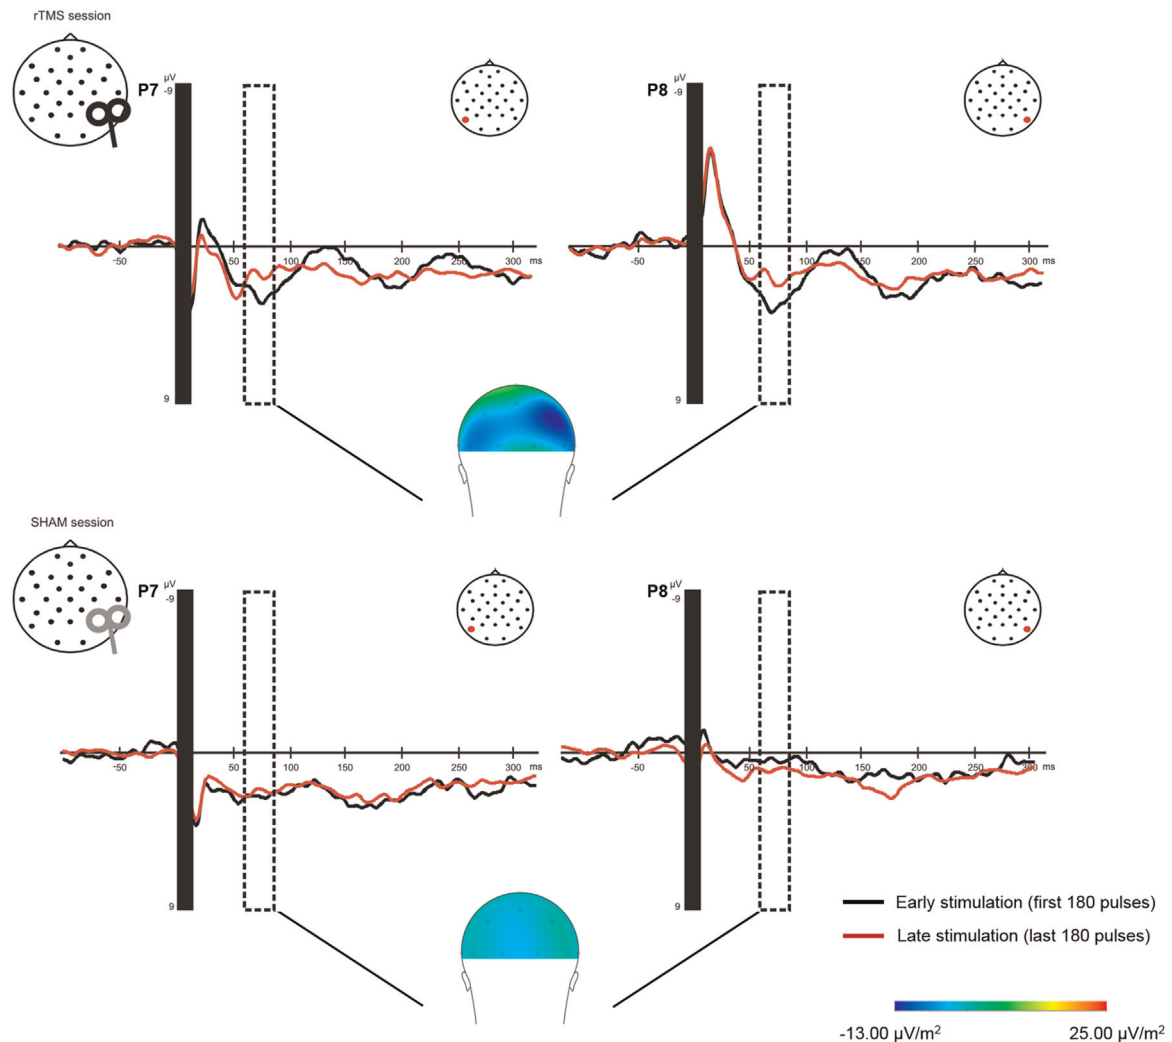 rTMS session
P7
µV
-9
P8
µV
-9
-50
50
100
150
200
250
300
ms
-50
50
100
150
200
250
300
ms
9
9
SHAM session
P7
µV
-9
P8
µV
-9
-50
50
100
150
200
250
300
ms
-50
50
100
150
200
250
300
ms
9
9
Early stimulation (first 180 pulses)
Late stimulation (last 180 pulses)
-13.00 µV/m²
25.00 µV/m²